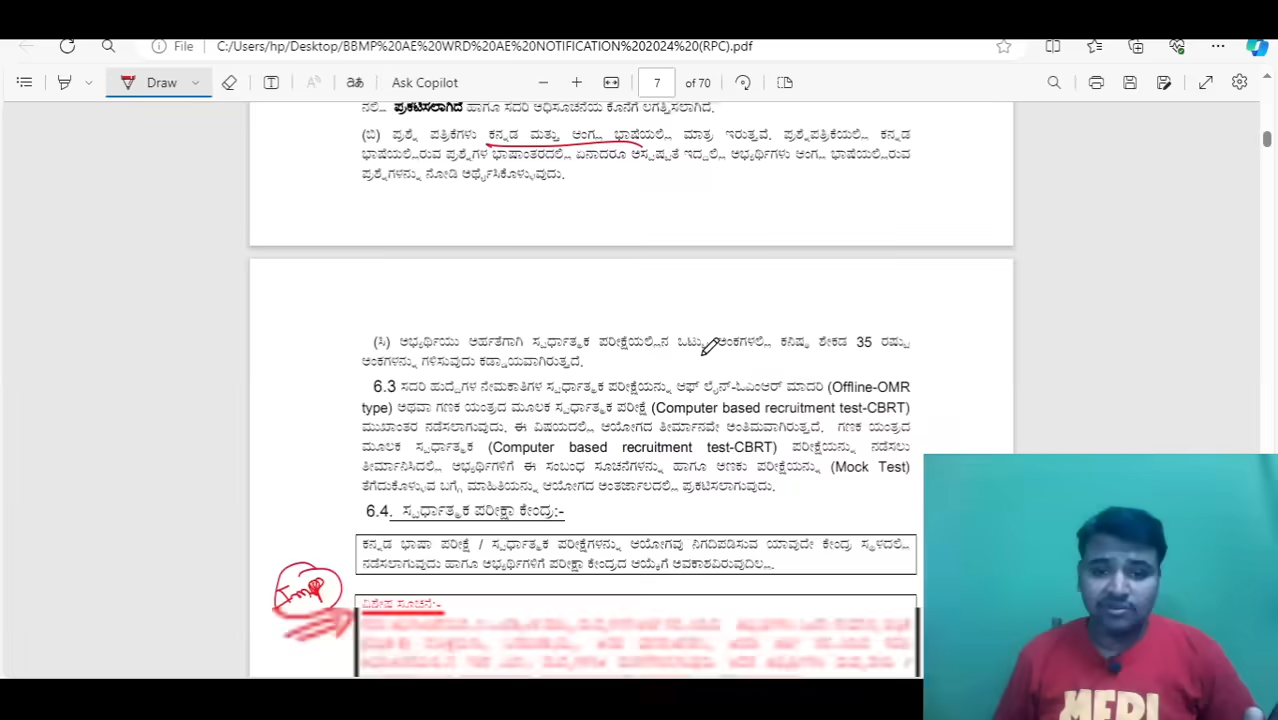 File C:/Users/hp/Desktop/BBMP%20AE%20WRD%20AE%20NOTIFICATION%202024%20(RPC).pdf
Draw Ask Copilot 7 of 70
ನಲ್ಲಿ ಪ್ರಕಟಿಸಲಾಗಿದೆ ಹಾಗೂ ಸದರಿ ಅಧಿಸೂಚನೆಯ ಕೊನೆಗೆ ಲಗತ್ತಿಸಲಾಗಿದೆ.
(ಬಿ) ಪ್ರಶ್ನೆ ಪತ್ರಿಕೆಗಳು ಕನ್ನಡ ಮತ್ತು ಆಂಗ್ಲ ಭಾಷೆಯಲ್ಲಿ ಮಾತ್ರ ಇರುತ್ತವೆ. ಪ್ರಶ್ನೆಪತ್ರಿಕೆಯಲ್ಲಿ ಕನ್ನಡ
ಭಾಷೆಯಲ್ಲಿರುವ ಪ್ರಶ್ನೆಗಳ ಭಾಷಾಂತರದಲ್ಲಿ ಏನಾದರೂ ಅಸ್ಪಷ್ಟತೆ ಇದ್ದಲ್ಲಿ ಅಭ್ಯರ್ಥಿಗಳು ಆಂಗ್ಲ ಭಾಷೆಯಲ್ಲಿರುವ
ಪ್ರಶ್ನೆಗಳನ್ನು ನೋಡಿ ಅರ್ಥೈಸಿಕೊಳ್ಳುವುದು.
(ಸಿ) ಅಭ್ಯರ್ಥಿಯು ಅರ್ಹತೆಗಾಗಿ ಸ್ಪರ್ಧಾತ್ಮಕ ಪರೀಕ್ಷೆಯಲ್ಲಿನ ಒಟ್ಟು ಅಂಕಗಳಲ್ಲಿ ಕನಿಷ್ಠ ಶೇಕಡ 35 ರಷ್ಟು
ಅಂಕಗಳನ್ನು ಗಳಿಸುವುದು ಕಡ್ಡಾಯವಾಗಿರುತ್ತದೆ.
6.3 ಸದರಿ ಹುದ್ದೆಗಳ ನೇಮಕಾತಿಗಳ ಸ್ಪರ್ಧಾತ್ಮಕ ಪರೀಕ್ಷೆಯನ್ನು ಆಫ್ ಲೈನ್-ಓಎಂಆರ್ ಮಾದರಿ (Offline-OMR
type) ಅಥವಾ ಗಣಕ ಯಂತ್ರದ ಮೂಲಕ ಸ್ಪರ್ಧಾತ್ಮಕ ಪರೀಕ್ಷೆ (Computer based recruitment test-CBRT)
ಮುಖಾಂತರ ನಡೆಸಲಾಗುವುದು. ಈ ವಿಷಯದಲ್ಲಿ ಆಯೋಗದ ತೀರ್ಮಾನವೇ ಅಂತಿಮವಾಗಿರುತ್ತದೆ. ಗಣಕ ಯಂತ್ರದ
ಮೂಲಕ ಸ್ಪರ್ಧಾತ್ಮಕ (Computer based recruitment test-CBRT) ಪರೀಕ್ಷೆಯನ್ನು ನಡೆಸಲು
ತೀರ್ಮಾನಿಸಿದಲ್ಲಿ ಅಭ್ಯರ್ಥಿಗಳಿಗೆ ಈ ಸಂಬಂಧ ಸೂಚನೆಗಳನ್ನು ಹಾಗೂ ಅಣಕು ಪರೀಕ್ಷೆಯನ್ನು (Mock Test)
ತೆಗೆದುಕೊಳ್ಳುವ ಬಗ್ಗೆ ಮಾಹಿತಿಯನ್ನು ಆಯೋಗದ ಅಂತರ್ಜಾಲದಲ್ಲಿ ಪ್ರಕಟಿಸಲಾಗುವುದು.
6.4. ಸ್ಪರ್ಧಾತ್ಮಕ ಪರೀಕ್ಷಾ ಕೇಂದ್ರ:-
ಕನ್ನಡ ಭಾಷಾ ಪರೀಕ್ಷೆ / ಸ್ಪರ್ಧಾತ್ಮಕ ಪರೀಕ್ಷೆಗಳನ್ನು ಆಯೋಗವು ನಿಗದಿಪಡಿಸುವ ಯಾವುದೇ ಕೇಂದ್ರ ಸ್ಥಳದಲ್ಲಿ
ನಡೆಸಲಾಗುವುದು ಹಾಗೂ ಅಭ್ಯರ್ಥಿಗಳಿಗೆ ಪರೀಕ್ಷಾ ಕೇಂದ್ರದ ಆಯ್ಕೆಗೆ ಅವಕಾಶವಿರುವುದಿಲ್ಲ.
Imp
ವಿಶೇಷ ಸೂಚನೆ:-